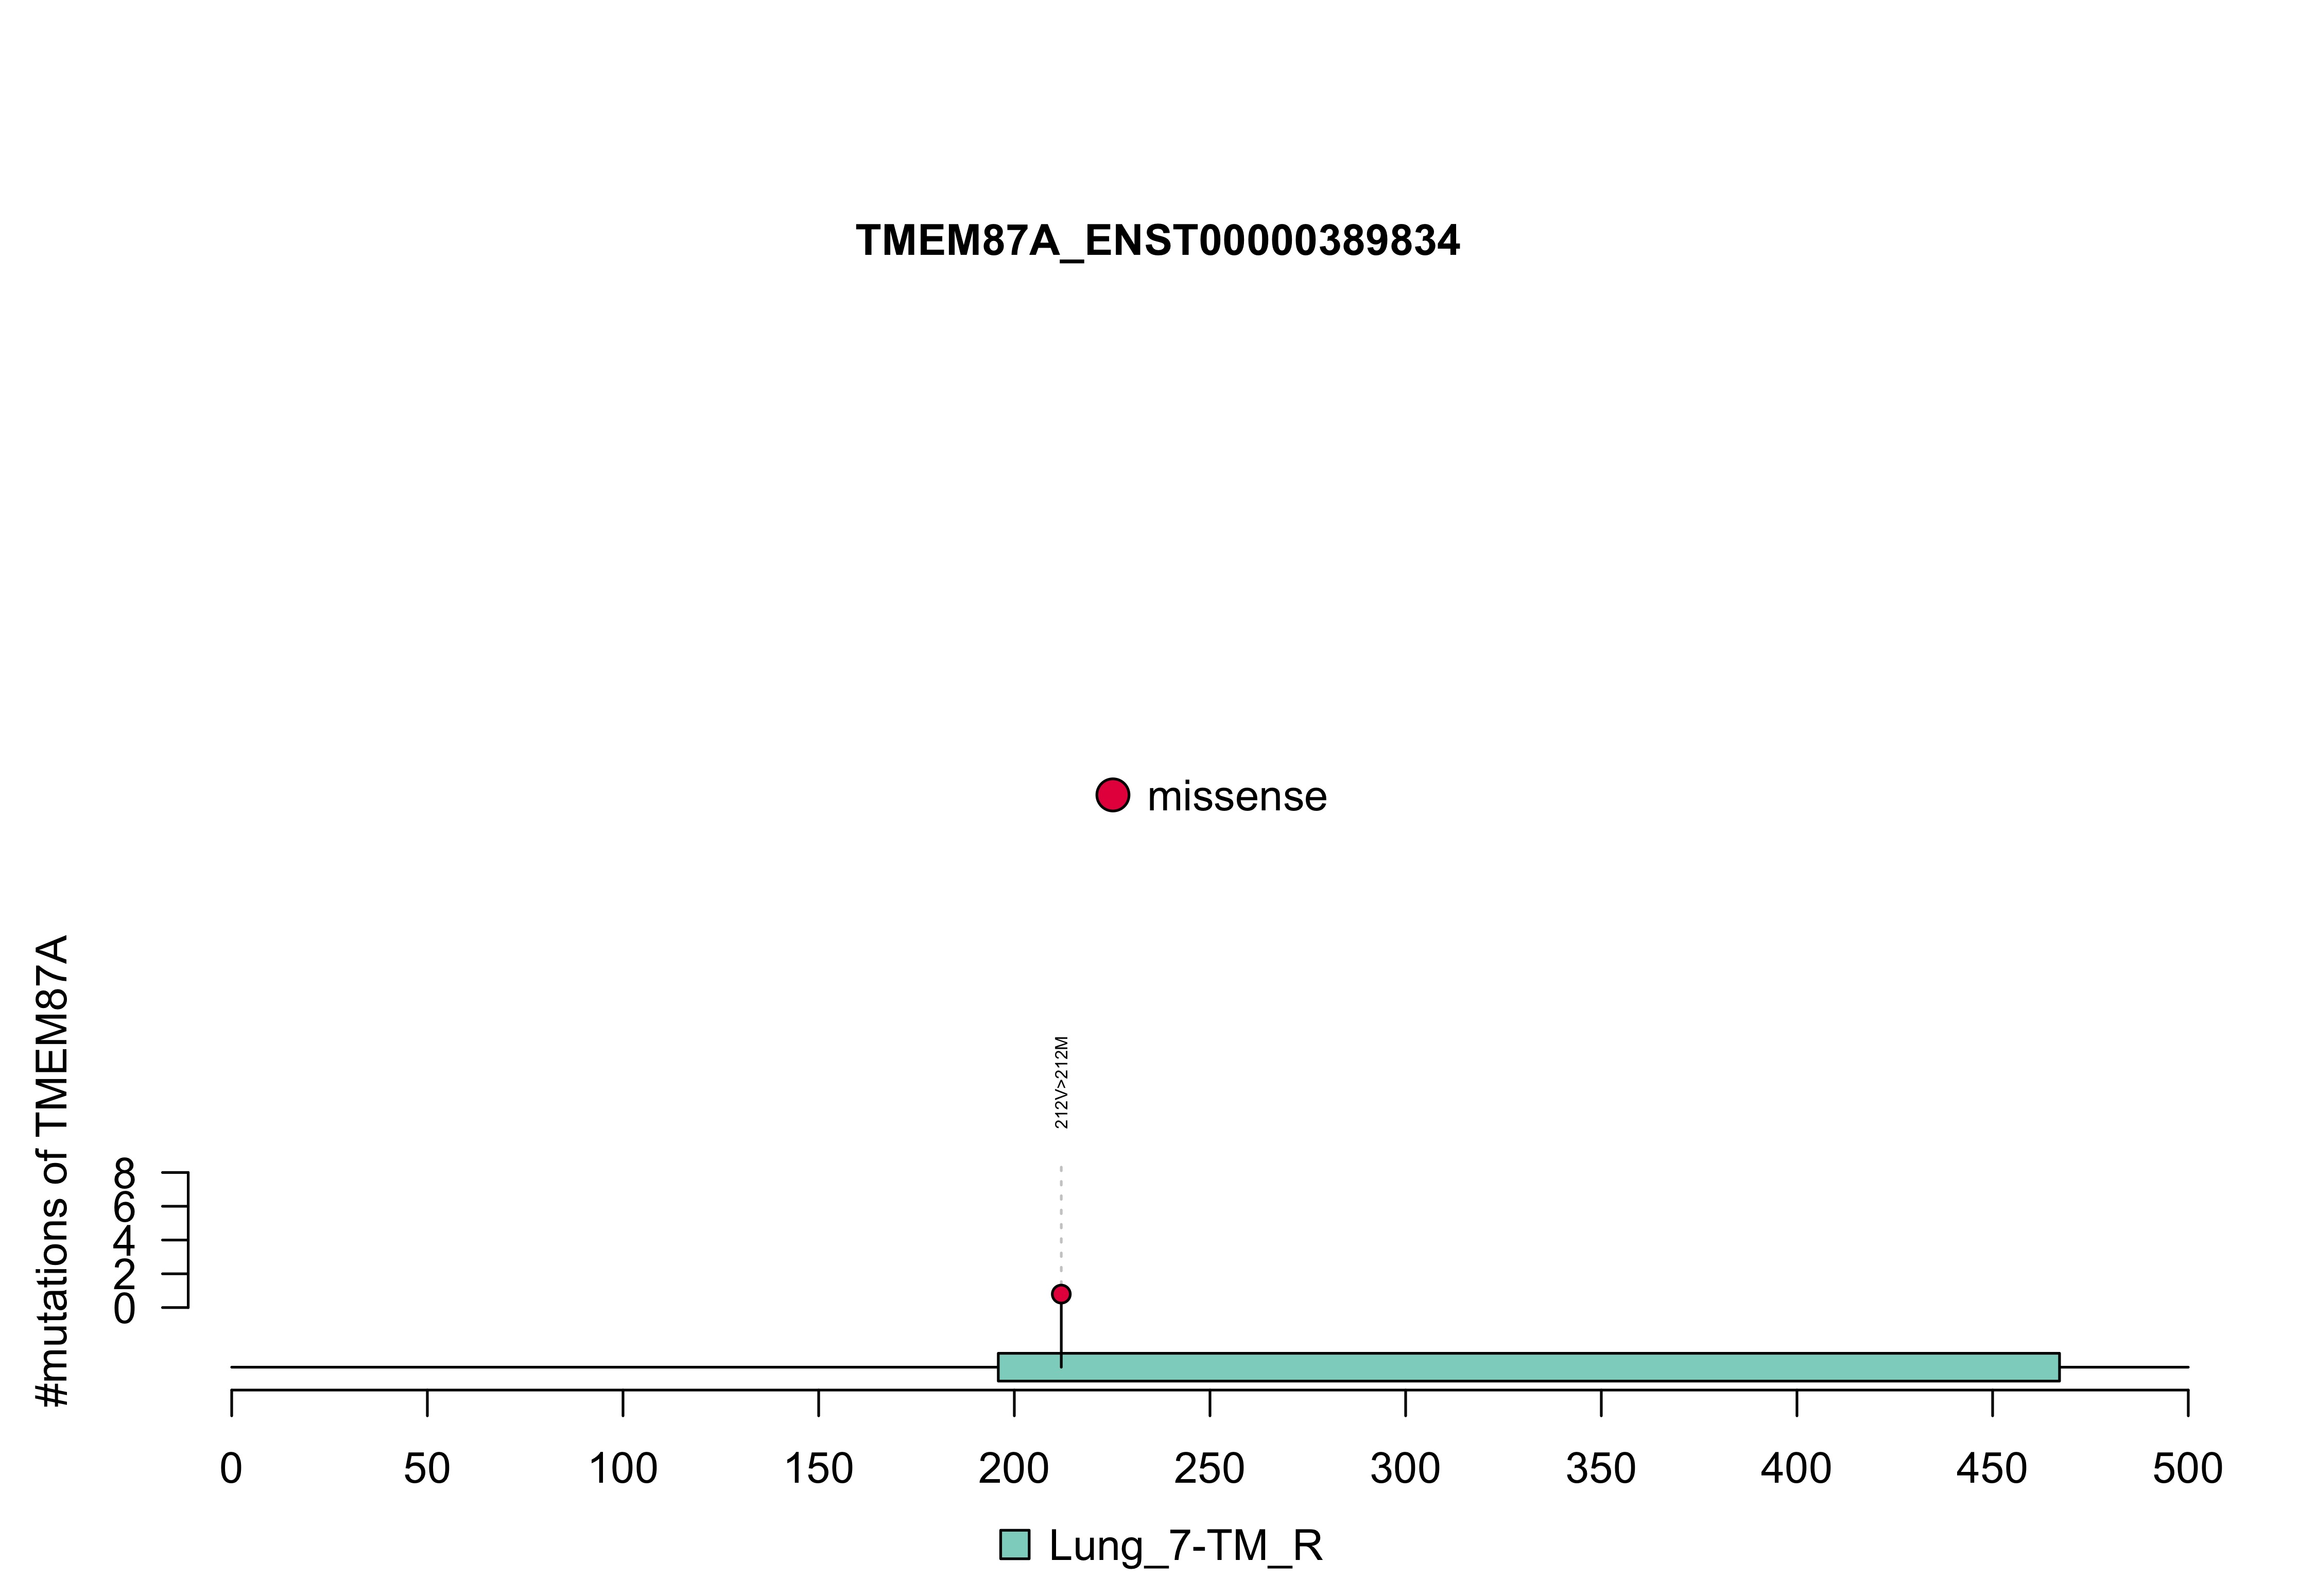 TMEM87A_ENST00000389834
missense
#mutations of TMEM87A
212V>212M
8
6
4
2
0
0 50 100 150 200 250 300 350 400 450 500
Lung_7-TM_R